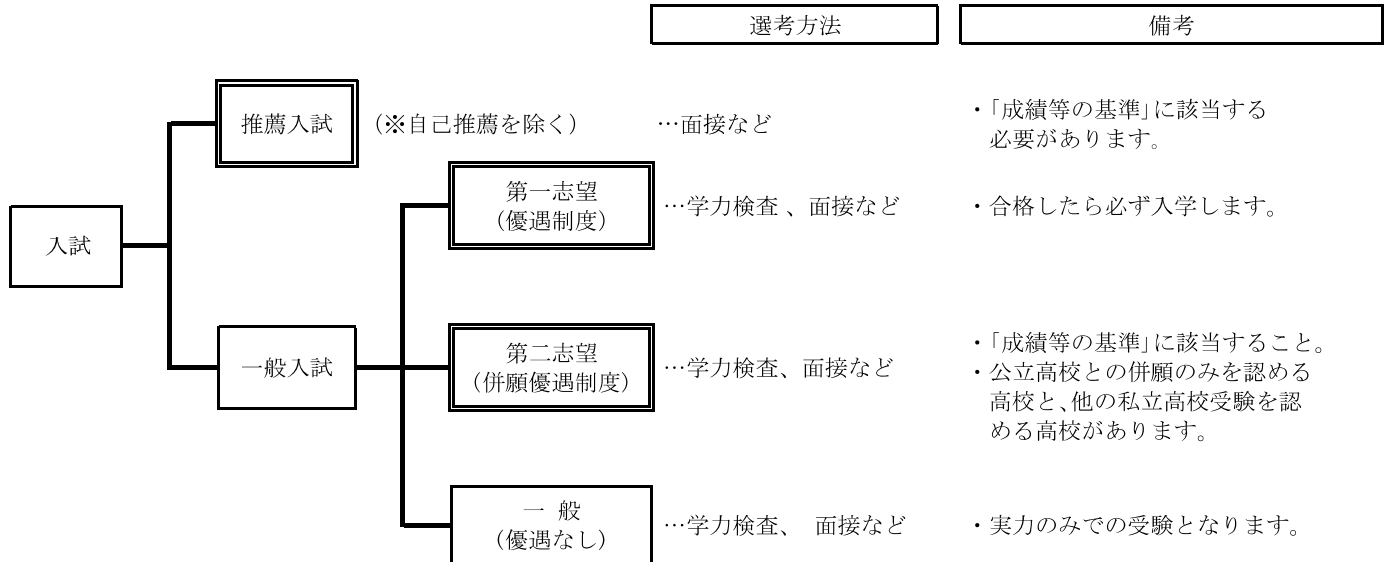 選考方法
備考
推薦入試
（※自己推薦を除く）
…面接など
・「成績等の基準」に該当する
必要があります。
第一志望
（優遇制度）
…学力検査 、面接など
・合格したら必ず入学します。
入試
一般入試
第二志望
（併願優遇制度）
…学力検査、面接など
・「成績等の基準」に該当すること。
・公立高校との併願のみを認める
高校と、他の私立高校受験を認
める高校があります。
一 般
（優遇なし）
…学力検査、 面接など
・実力のみでの受験となります。